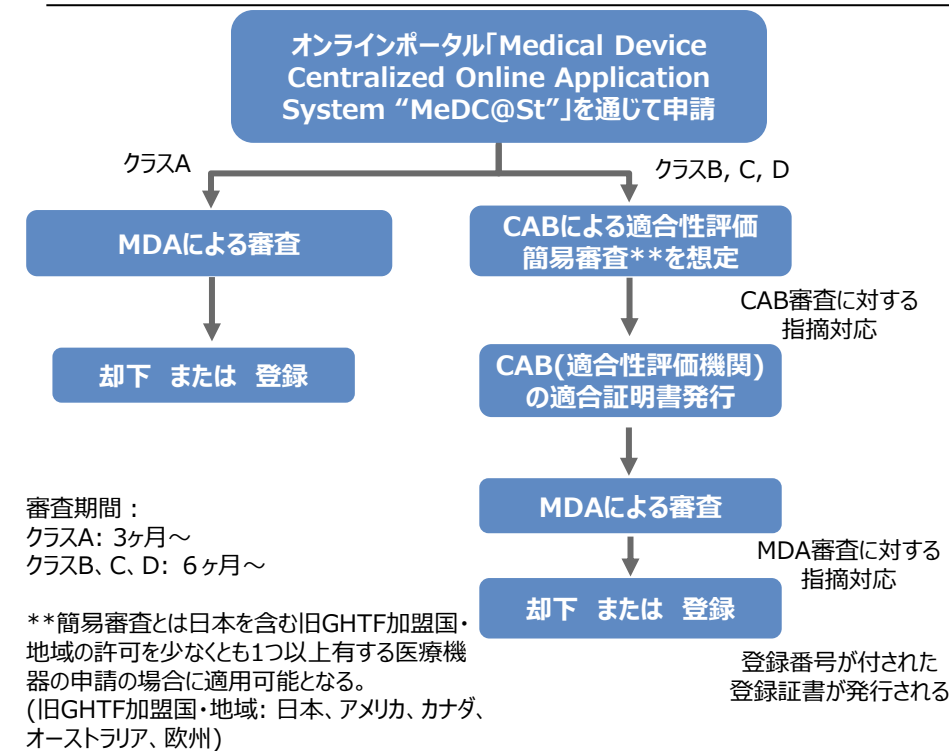 オンラインポータル「Medical Device
Centralized Online Application
System “MeDC@St”」を通じて申請
クラスA
クラスB, C, D
MDAによる審査
CABによる適合性評価
簡易審査**を想定
CAB審査に対する
指摘対応
却下 または 登録
CAB(適合性評価機関)
の適合証明書発行
MDAによる審査
MDA審査に対する
指摘対応
却下 または 登録
登録番号が付された
登録証書が発行される
審査期間：
クラスA: 3ヶ月～
クラスB、C、D: ６ヶ月～
**簡易審査とは日本を含む旧GHTF加盟国・
地域の許可を少なくとも1つ以上有する医療機
器の申請の場合に適用可能となる。
(旧GHTF加盟国・地域: 日本、アメリカ、カナダ、
オーストラリア、欧州)